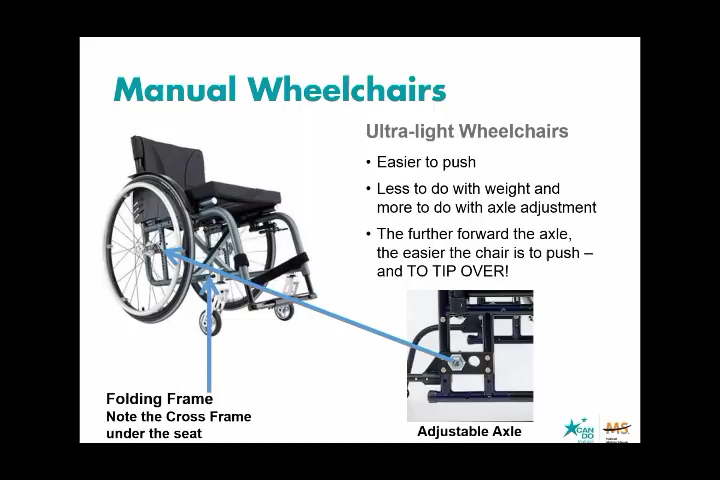 Manual Wheelchairs
Ultra-light Wheelchairs
• Easier to push
• Less to do with weight and
more to do with axle adjustment
• The further forward the axle,
the easier the chair is to push –
and TO TIP OVER!
Folding Frame
Note the Cross Frame
under the seat
Adjustable Axle
CAN
DO
MS